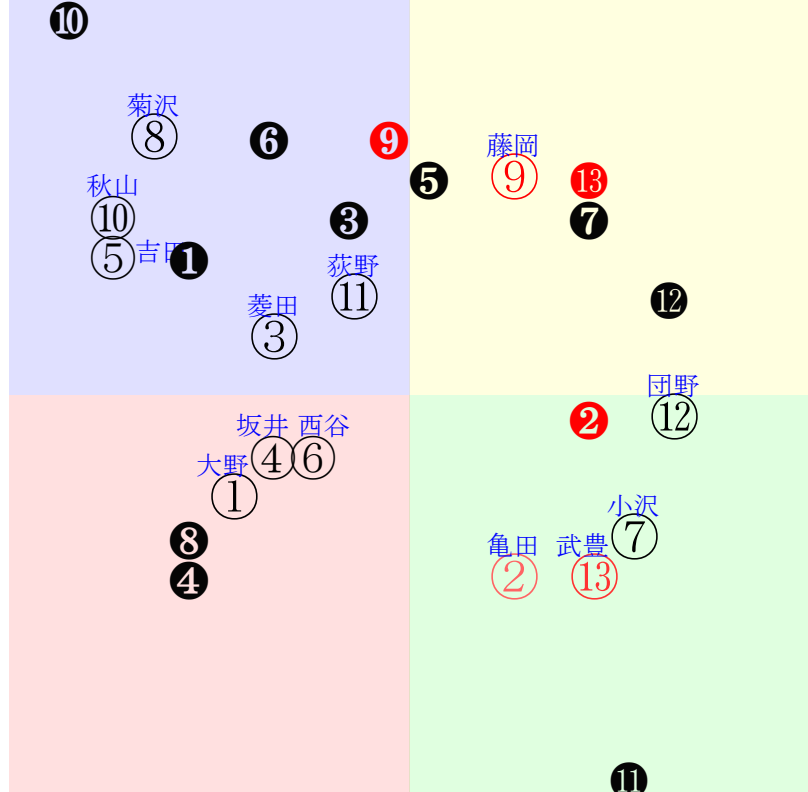 ❿
菊沢
⑧ ❻ ❾
藤岡
⑨ ⓭
❺
秋山
⑩ ❸ ❼
⑤ 吉田 ❶
荻野
⑪ ⓬
菱田
③
団野
⑫ ❷
坂井 西谷
④ ⑥
大野
①
小沢
⑦
❽
亀田 武豊
② ⑬
❹
⓫